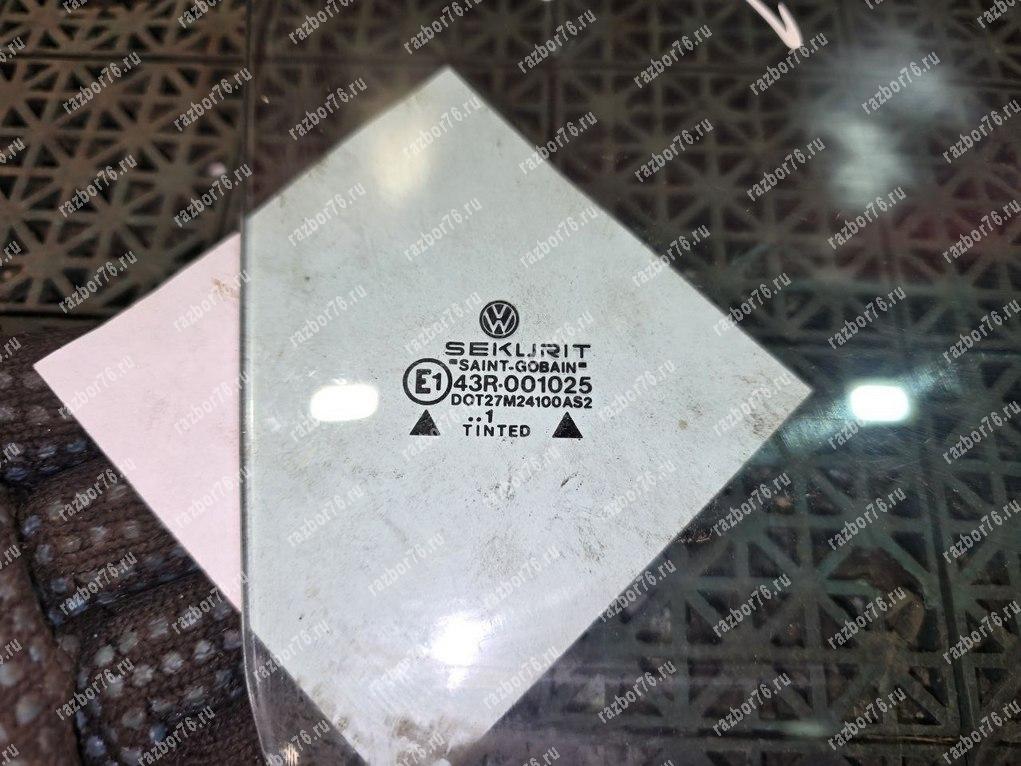 SEKURIT
"SAINT-GOBAIN"
E1 43R-001025
DOT27M24100AS2
..1
TINTED
razbor76.ru